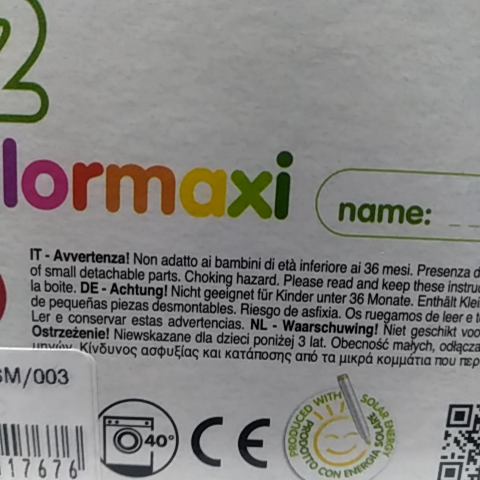 2
lormaxi
name:
IT - Avvertenza! Non adatto ai bambini di età inferiore ai 36 mesi. Presenza d
of small detachable parts. Choking hazard. Please read and keep these instruc
la boite. DE - Achtung! Nicht geeignet für Kinder unter 36 Monate. Enthält Klei
de pequeñas piezas desmontables. Riesgo de asfixia. Os ruegamos de leer e t
Ler e conservar estas advertencias. NL - Waarschuwing! Niet geschikt voo
Ostrzeżenie! Niewskazane dla dzieci poniżej 3 lat. Obecność małych, odłącza
μηνών. Κίνδυνος ασφυξίας και κατάποσης από τα μικρά κομμάτια που περ
SM/003
17676
40°
CE
PRODUCED WITH SOLAR ENERGY
PRODOTTO CON ENERGIA SOLARE